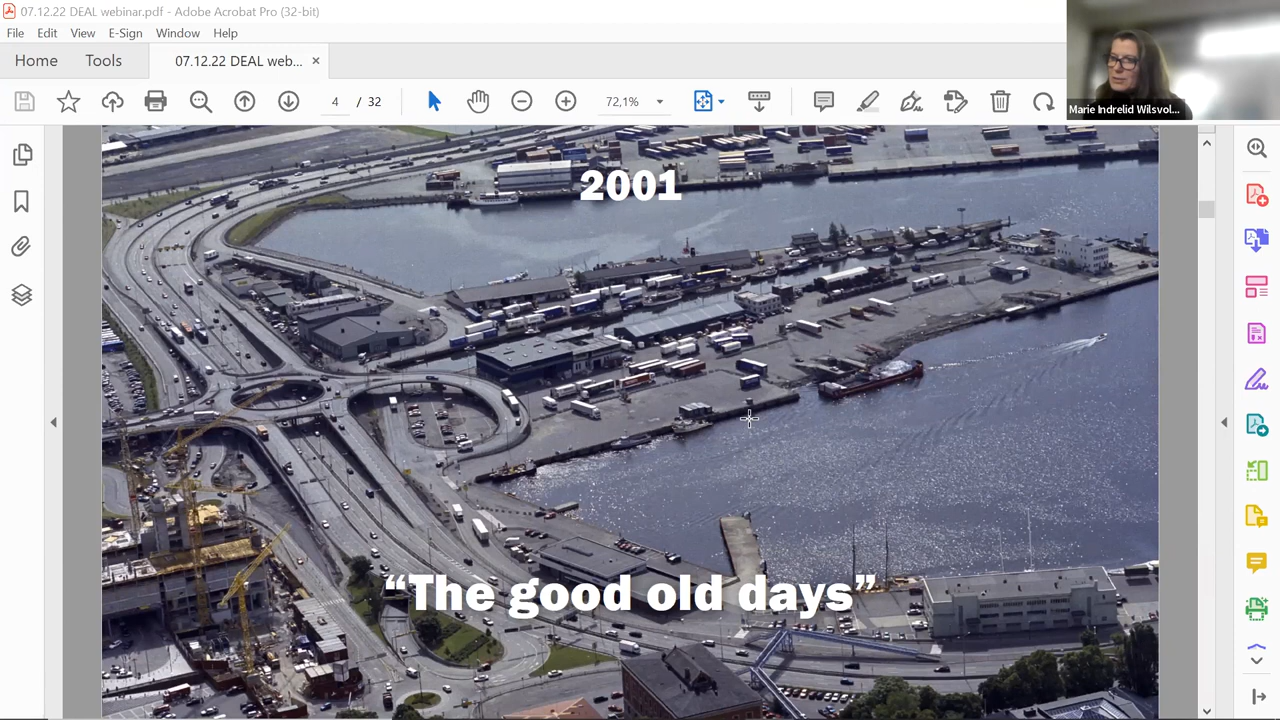 07.12.22 DEAL webinar.pdf - Adobe Acrobat Pro (32-bit)
File Edit View E-Sign Window Help
Home Tools 07.12.22 DEAL web... ×
4 / 32 72,1%
Marie Indrelid Wilsvol...
2001
“The good old days”